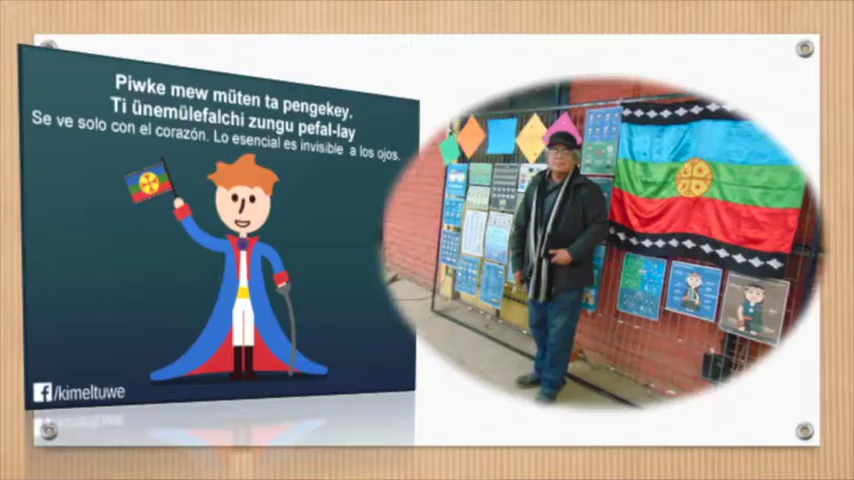 Piwke mew müten ta pengekey,
Ti ünemülefalchi zungu pefal-lay
Se ve solo con el corazón. Lo esencial es invisible a los ojos.
/kimeltuwe